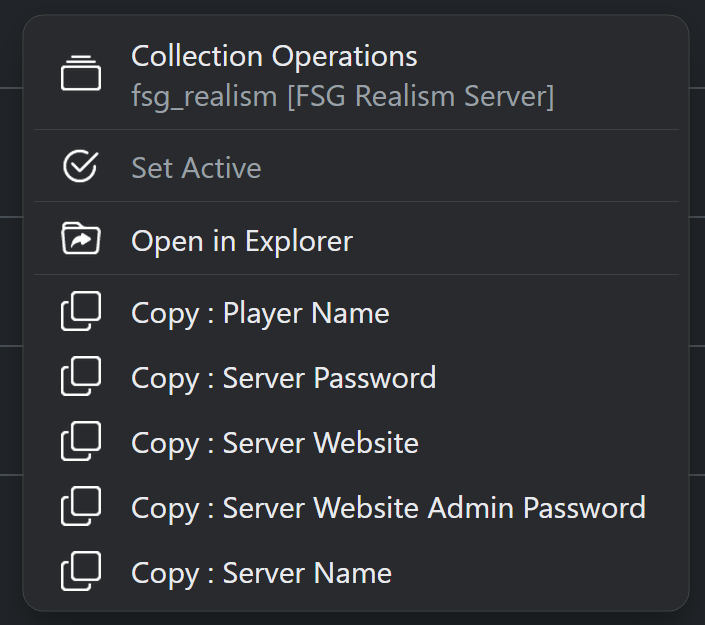 Collection Operations
fsg_realism [FSG Realism Server]
Set Active
Open in Explorer
Copy : Player Name
Copy : Server Password
Copy : Server Website
Copy : Server Website Admin Password
Copy : Server Name